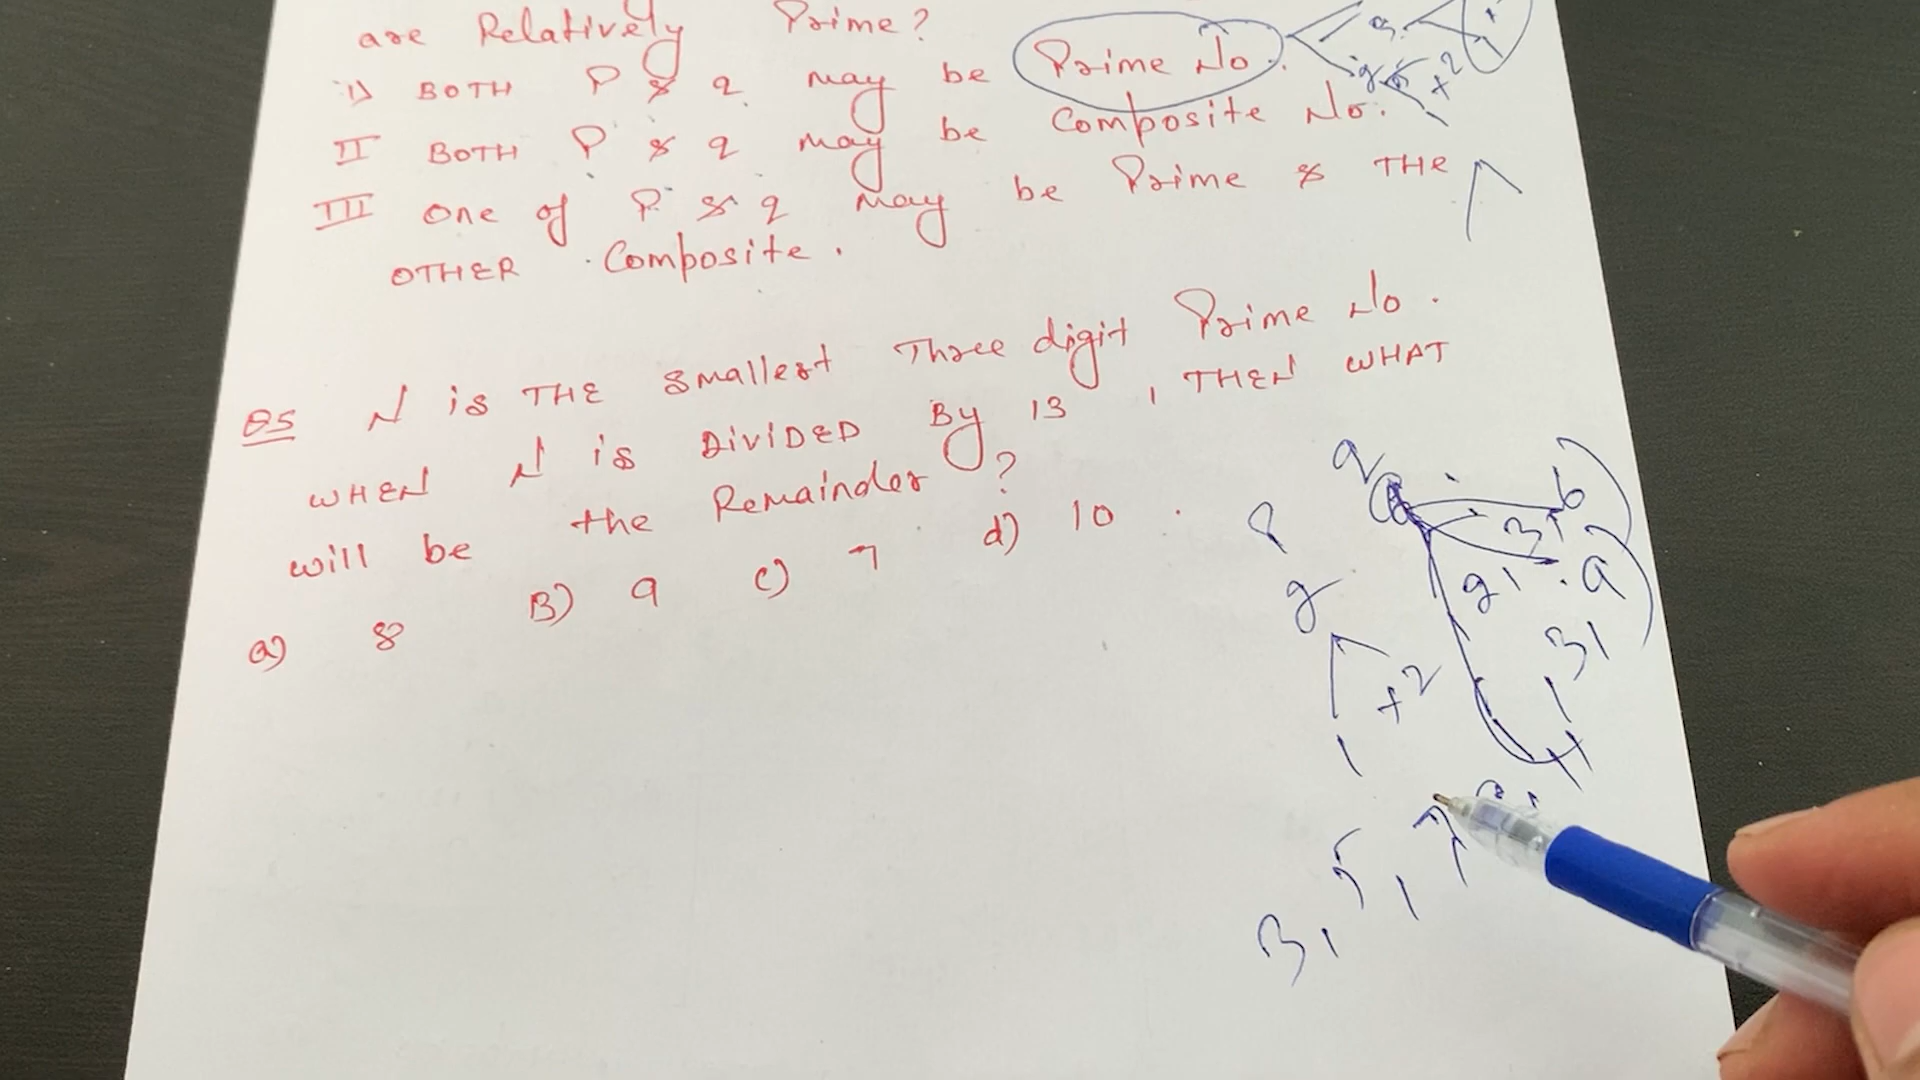 are Relatively Prime?
i) BOTH P & q may be Prime No.
II BOTH P & q may be Composite No.
III One of P & q may be Prime & THE
OTHER Composite.
Q5 N is THE smallest Three digit Prime No.
WHEN N is DIVIDED By 13, THEN WHAT
will be the Remainder?
a) 8 B) 9 c) 7 d) 10
3, 5, 7